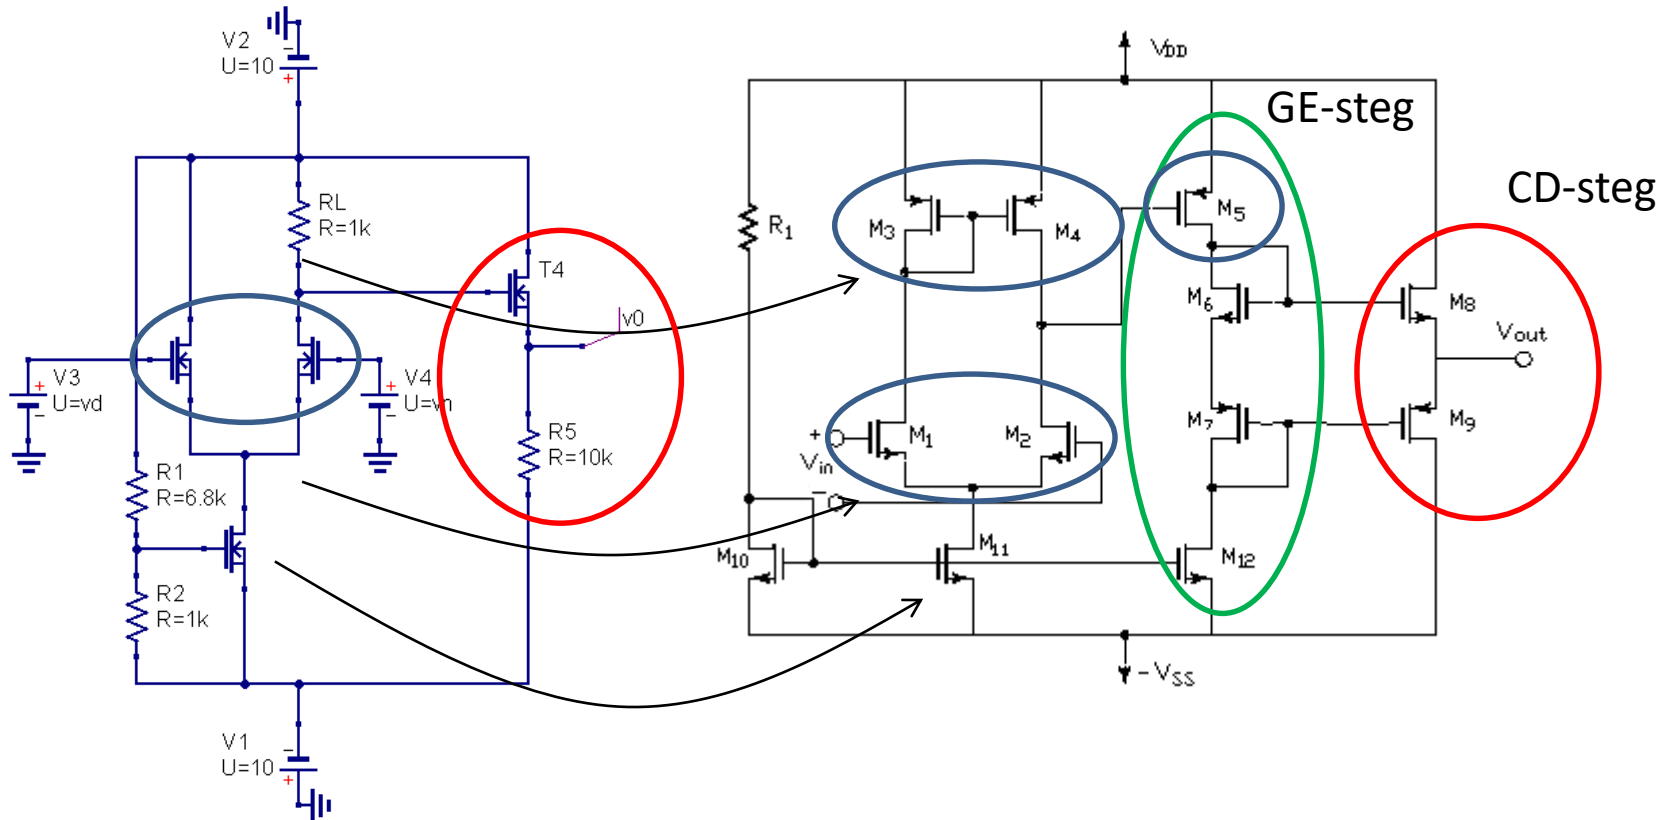 V2
U=10
RL
R=1k
T4
v0
V3
U=vd
V4
U=vn
R1
R=6.8k
R5
R=10k
R2
R=1k
V1
U=10
VDD
GE-steg
CD-steg
R1
M3
M4
M5
M6
M8
Vout
+
Vin
−
M1
M2
M7
M9
M10
M11
M12
-VSS